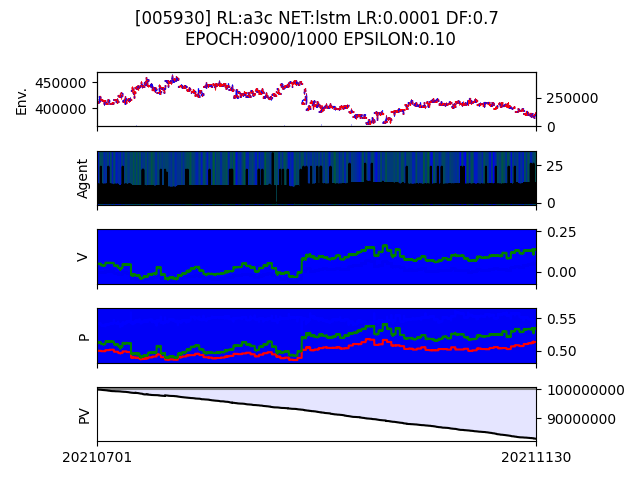 [005930] RL:a3c NET:lstm LR:0.0001 DF:0.7
EPOCH:0900/1000 EPSILON:0.10
Env.
450000
400000
250000
0
Agent
25
0
V
0.25
0.00
P
0.55
0.50
PV
100000000
90000000
20210701
20211130